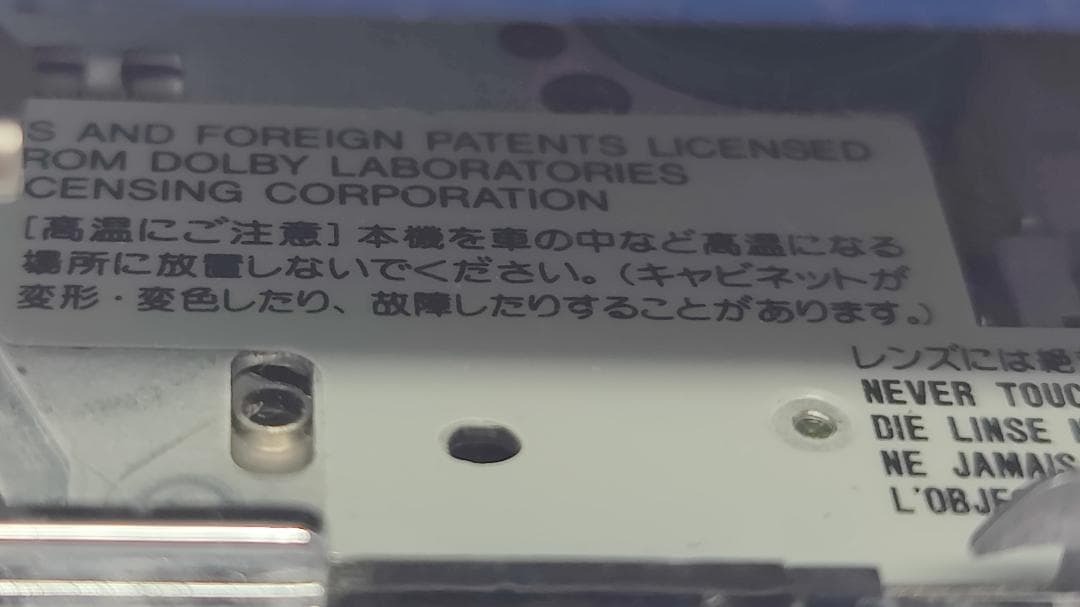 S AND FOREIGN PATENTS LICENSED
ROM DOLBY LABORATORIES
CENSING CORPORATION
[高温にご注意] 本機を車の中など高温になる
場所に放置しないでください。(キャビネットが
変形・変色したり、故障したりすることがあります。)
レンズには絶
NEVER TOUC
DIE LINSE
NE JAMAIS
L'OBJE